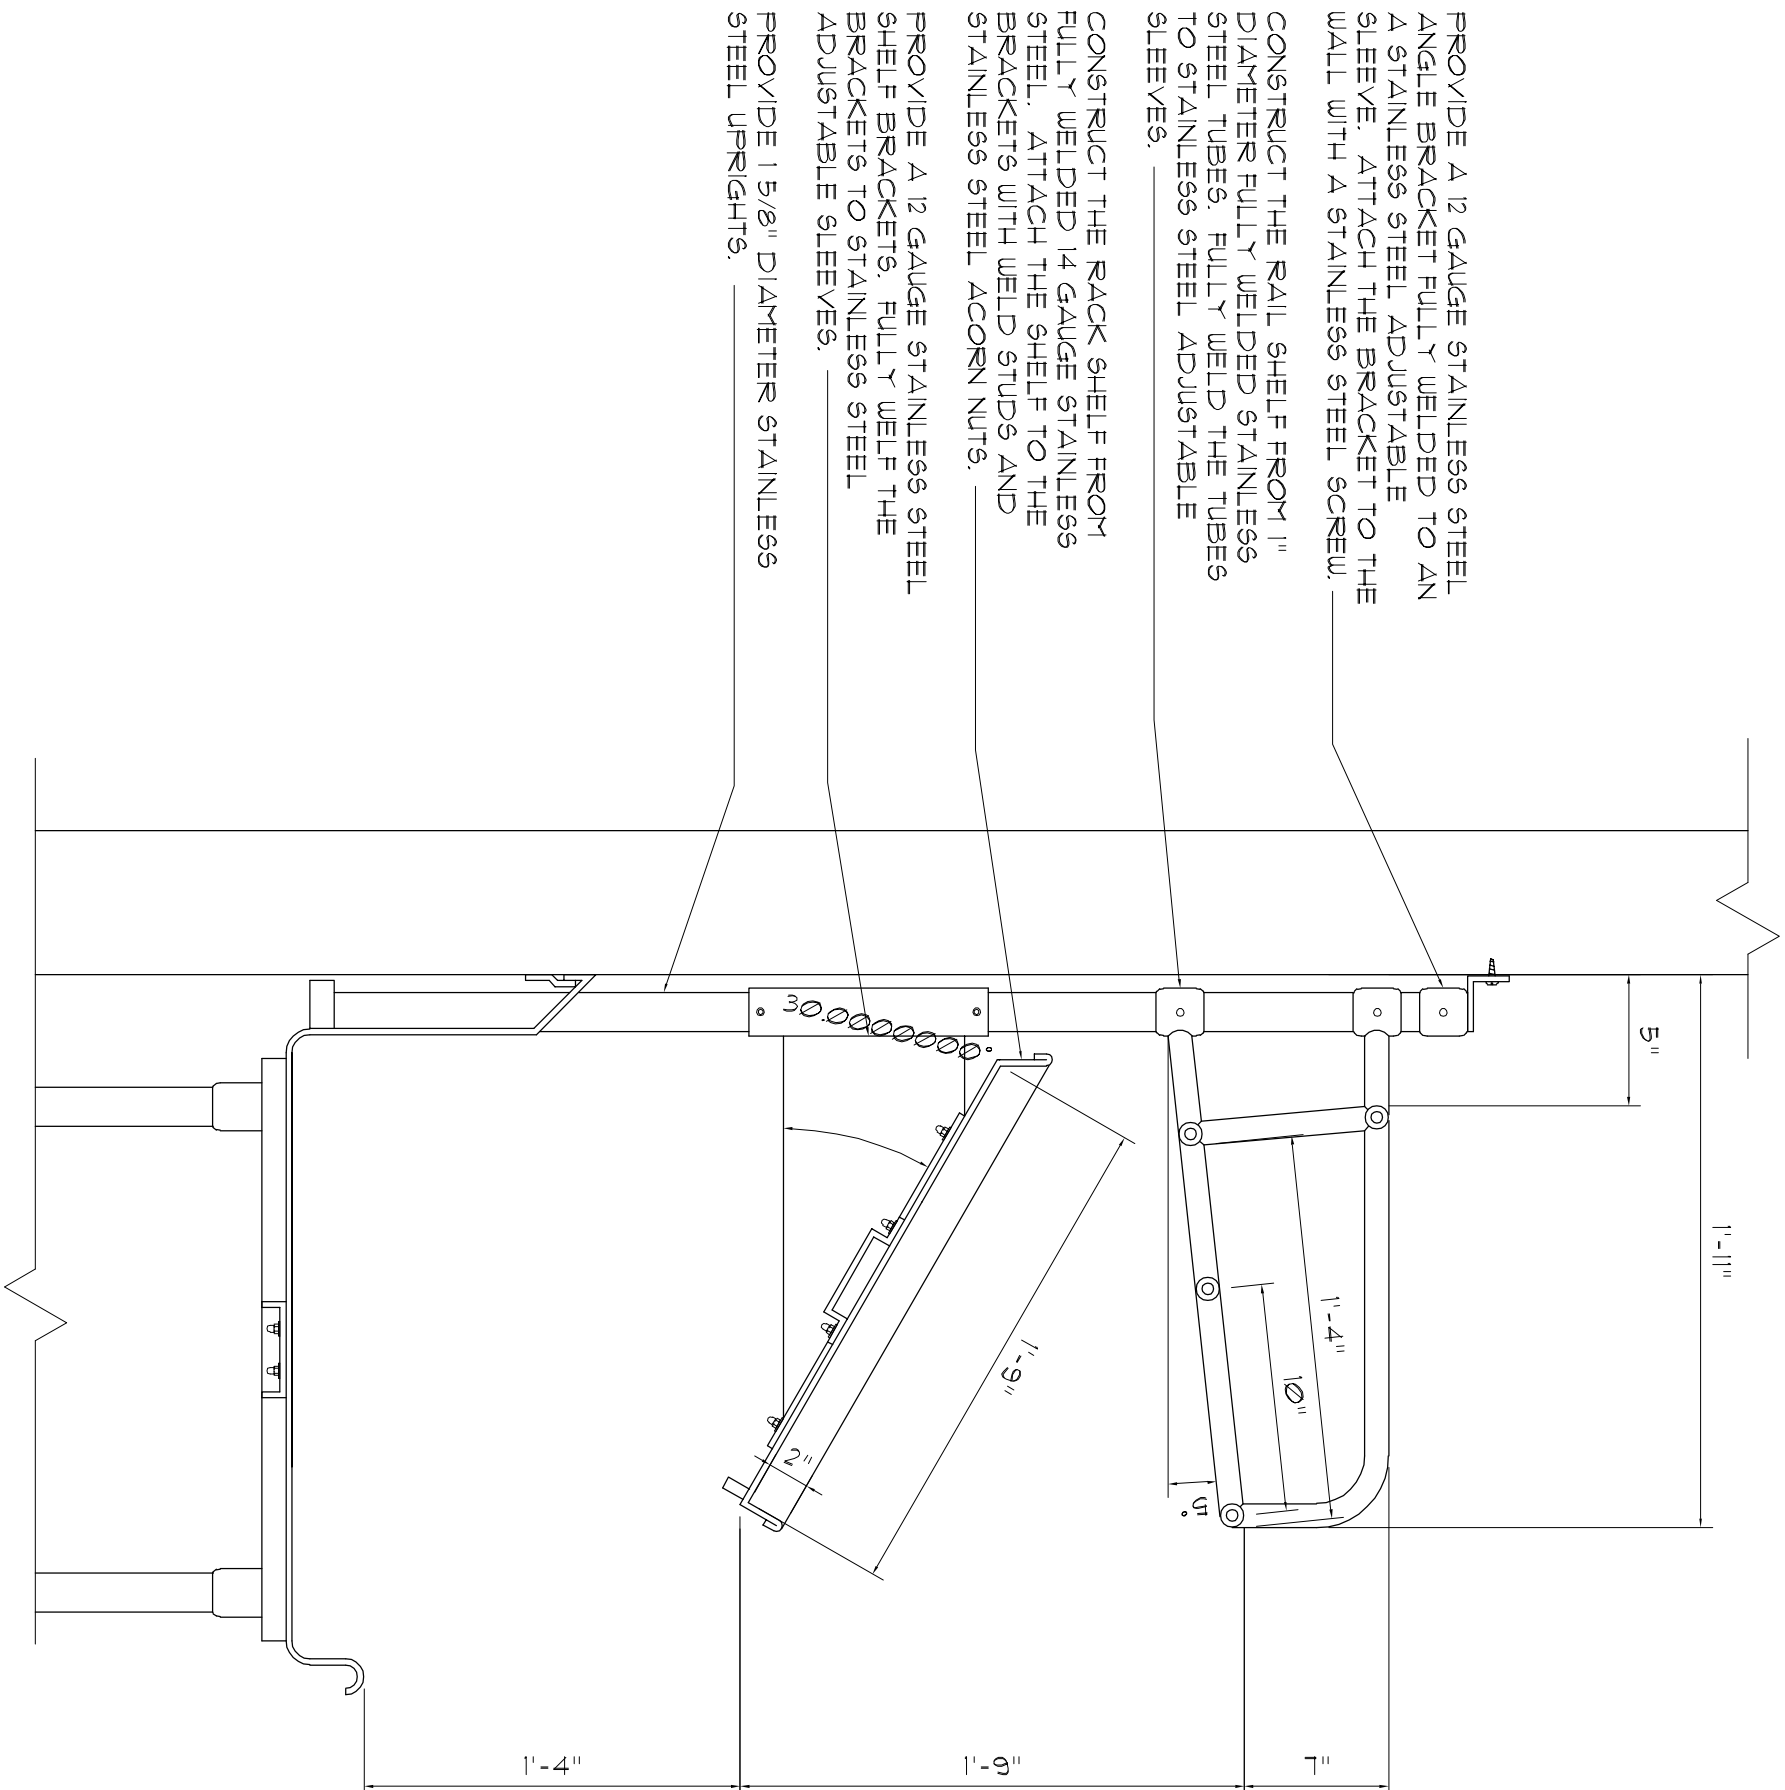 PROVIDE A 12 GAUGE STAINLESS STEEL
ANGLE BRACKET FULLY WELDED TO AN
A STAINLESS STEEL ADJUSTABLE
SLEEVE. ATTACH THE BRACKET TO THE
WALL WITH A STAINLESS STEEL SCREW.
CONSTRUCT THE RAIL SHELF FROM 1"
DIAMETER FULLY WELDED STAINLESS
STEEL TUBES. FULLY WELD THE TUBES
TO STAINLESS STEEL ADJUSTABLE
SLEEVES.
CONSTRUCT THE RACK SHELF FROM
FULLY WELDED 14 GAUGE STAINLESS
STEEL. ATTACH THE SHELF TO THE
BRACKETS WITH WELD STUDS AND
STAINLESS STEEL ACORN NUTS.
PROVIDE A 12 GAUGE STAINLESS STEEL
SHELF BRACKETS. FULLY WELF THE
BRACKETS TO STAINLESS STEEL
ADJUSTABLE SLEEVES.
PROVIDE 1 5/8" DIAMETER STAINLESS
STEEL UPRIGHTS.
1'-11"
5"
1'-4"
10"
5°
30.000000°
1'-9"
2"
7"
1'-9"
1'-4"